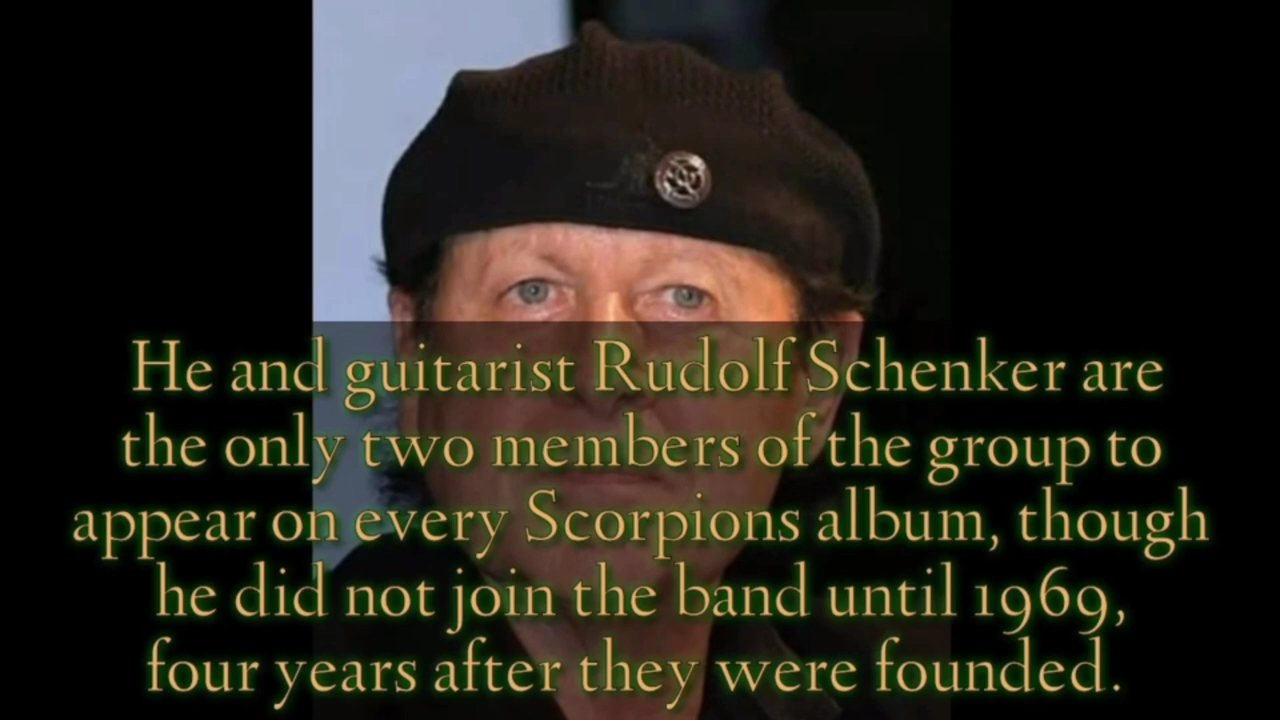 He and guitarist Rudolf Schenker are
the only two members of the group to
appear on every Scorpions album, though
he did not join the band until 1969,
four years after they were founded.